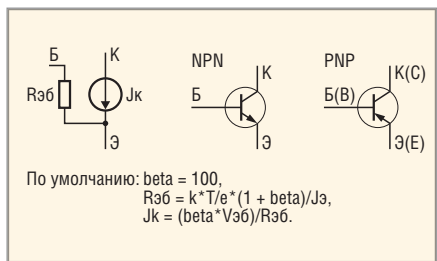 Б К NPN PNP
К К(C)
Rэб Jк Б Б(B)
Э Э Э(E)
По умолчанию: beta = 100,
Rэб = k*T/e*(1 + beta)/Jэ,
Jk = (beta*Vэб)/Rэб.